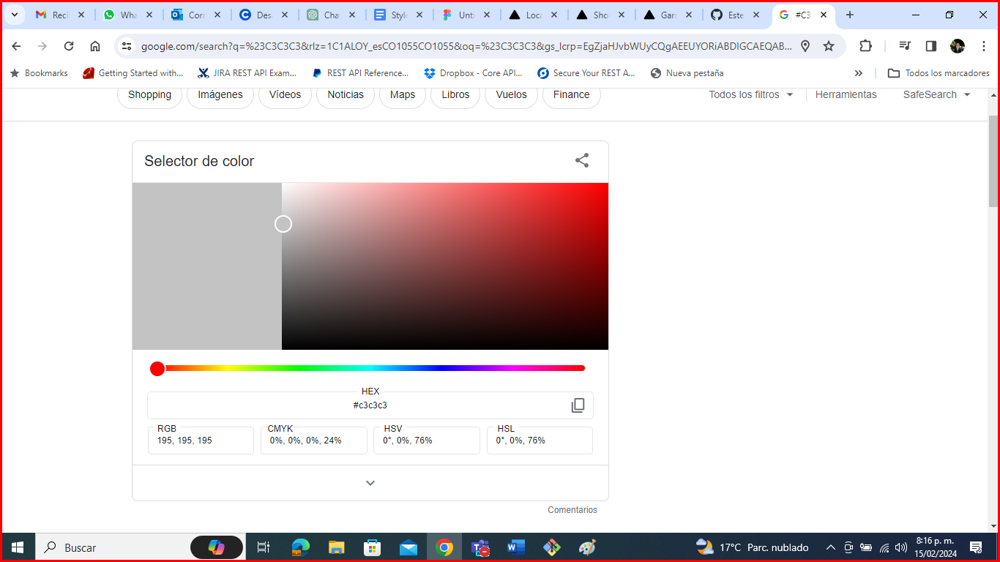 Reci
Wha
Corr
Des
Cha
Style
Unti
Loca
Sho
Gar
Este
#C3
google.com/search?q=%23C3C3C3&rlz=1C1ALOY_esCO1055CO1055&oq=%23C3C3C3&gs_lcrp=EgZjaHJvbWUyCQgAEEUYORiABDIGCAEQAB...
Bookmarks
Getting Started with...
JIRA REST API Exam...
REST API Reference...
Dropbox - Core API...
Secure Your REST A...
Nueva pestaña
Todos los marcadores
Shopping
Imágenes
Vídeos
Noticias
Maps
Libros
Vuelos
Finance
Todos los filtros
Herramientas
SafeSearch
Selector de color
HEX
#c3c3c3
RGB
195, 195, 195
CMYK
0%, 0%, 0%, 24%
HSV
0°, 0%, 76%
HSL
0°, 0%, 76%
Comentarios
Buscar
17°C Parc. nublado
8:16 p. m.
15/02/2024